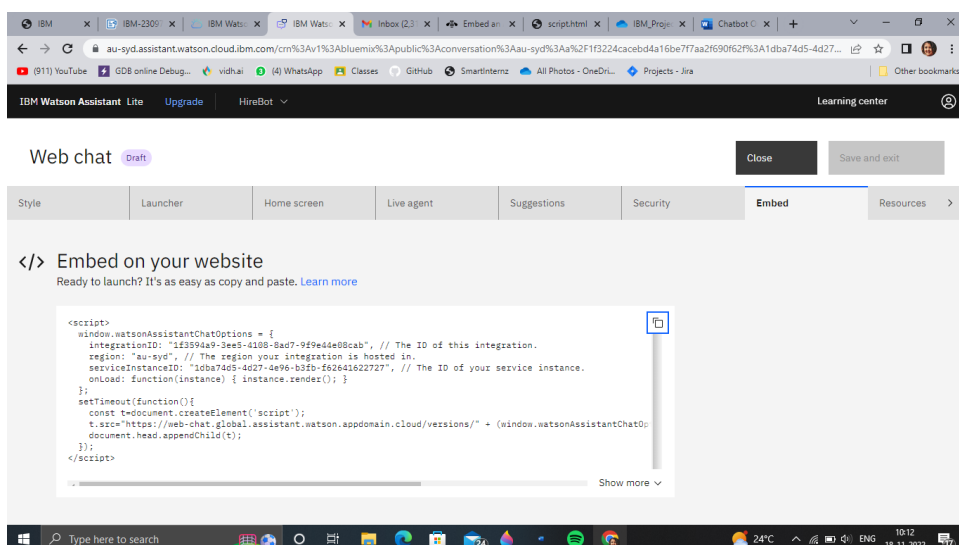 IBM
IBM-2309
IBM Wats
IBM Wats
Inbox (2,3
Embed an
script.html
IBM_Proje
Chatbot
au-syd.assistant.watson.cloud.ibm.com/crn%3Av1%3Abluemix%3Apublic%3Aconversation%3Aau-syd%3Aa%2F1f3224cacebd4a16be7f7aa2f690f62f%3A1dba74d5-4d27...
(911) YouTube
GDB online Debug...
vidh.ai
(4) WhatsApp
Classes
GitHub
SmartInternz
All Photos - OneDri...
Projects - Jira
Other bookmarks
IBM Watson Assistant Lite
Upgrade
HireBot
Learning center
Web chat
Draft
Close
Save and exit
Style
Launcher
Home screen
Live agent
Suggestions
Security
Embed
Resources
</> Embed on your website
Ready to launch? It's as easy as copy and paste. Learn more
<script>
window.watsonAssistantChatOptions = {
integrationID: "1f3594a9-3ee5-4108-8ad7-9f9e44e08cab", // The ID of this integration.
region: "au-syd", // The region your integration is hosted in.
serviceInstanceID: "1dba74d5-4d27-4e96-b3fb-f62641622727", // The ID of your service instance.
onLoad: function(instance) { instance.render(); }
};
setTimeout(function(){
const t=document.createElement('script');
t.src="https://web-chat.global.assistant.watson.appdomain.cloud/versions/" + (window.watsonAssistantChatOp
document.head.appendChild(t);
});
</script>
Show more
Type here to search
24°C
ENG
10:12
18-11-2022